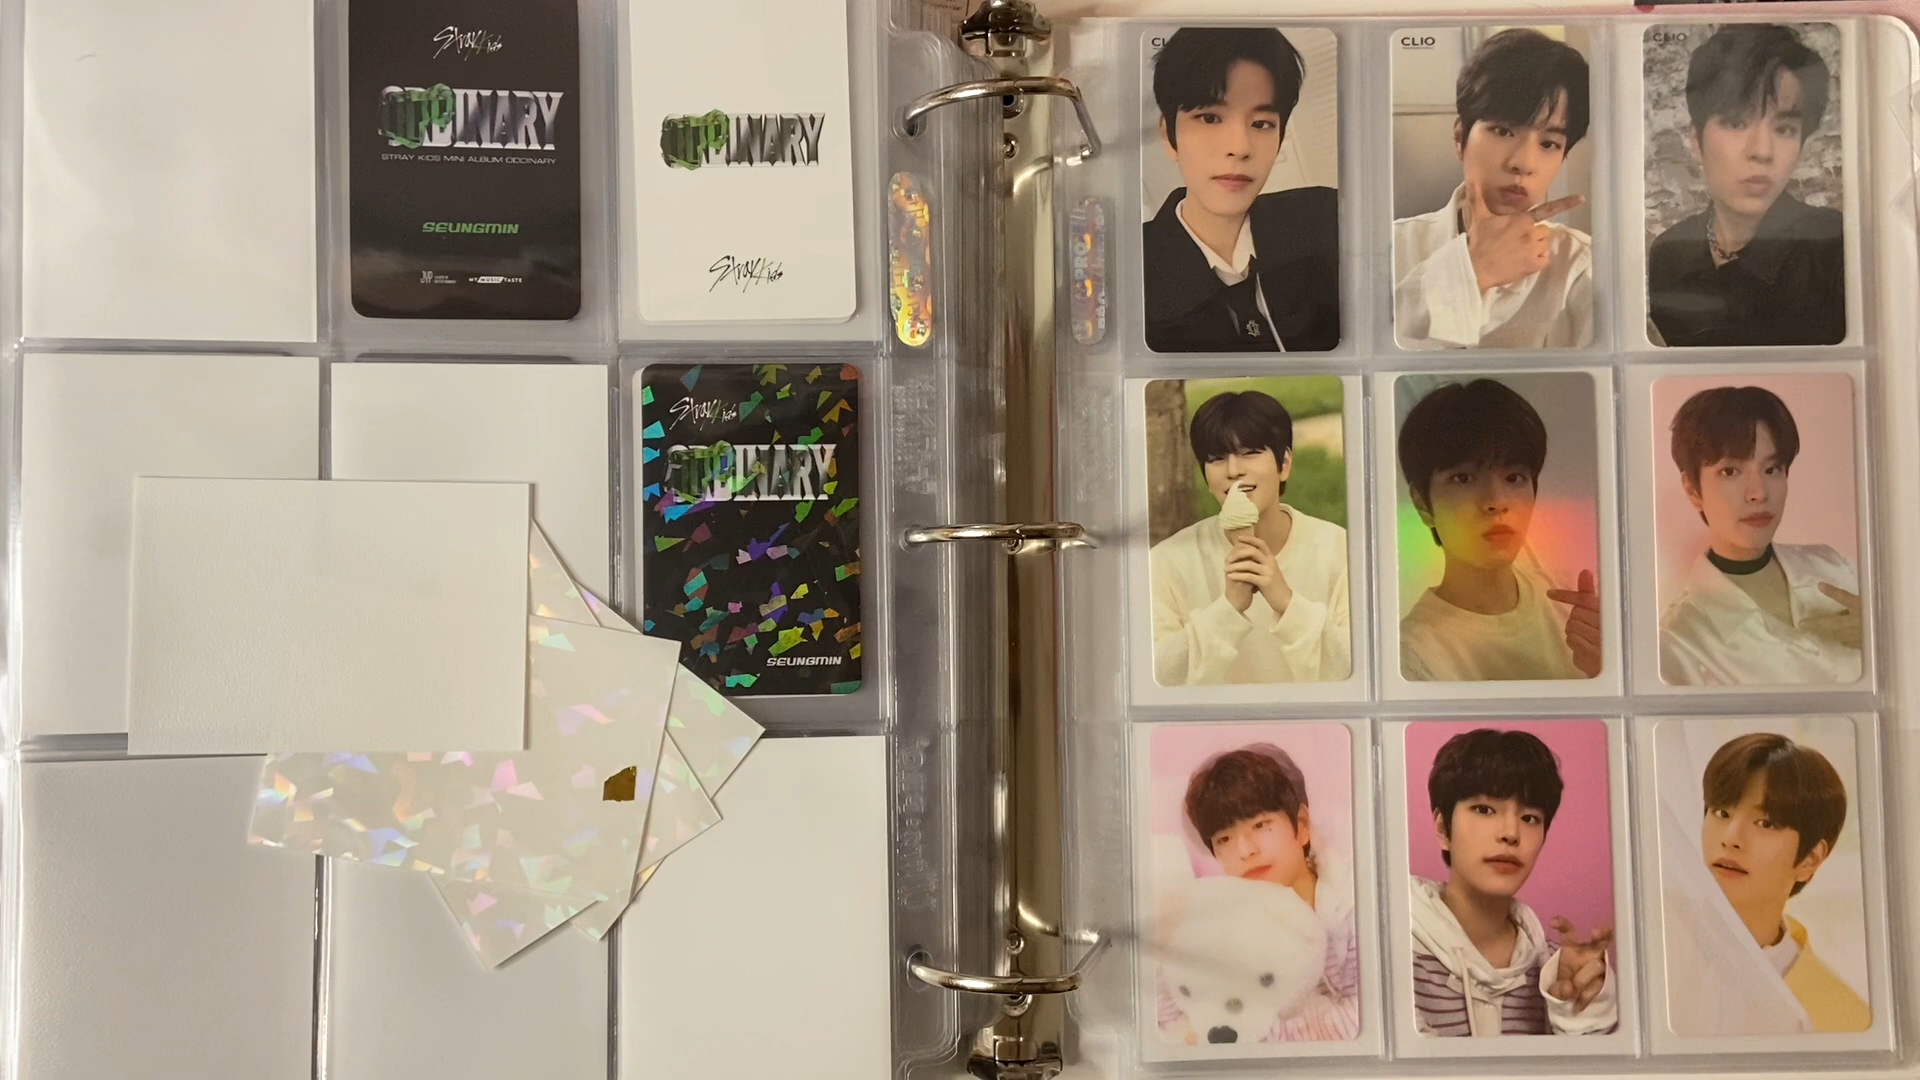 Stray Kids
ODDINARY
STRAY KIDS MINI ALBUM ODDINARY
SEUNGMIN
JYP
MY MUSIC TASTE
ODDINARY
Stray Kids
Stray Kids
ODDINARY
SEUNGMIN
CL
CLIO
CLIO